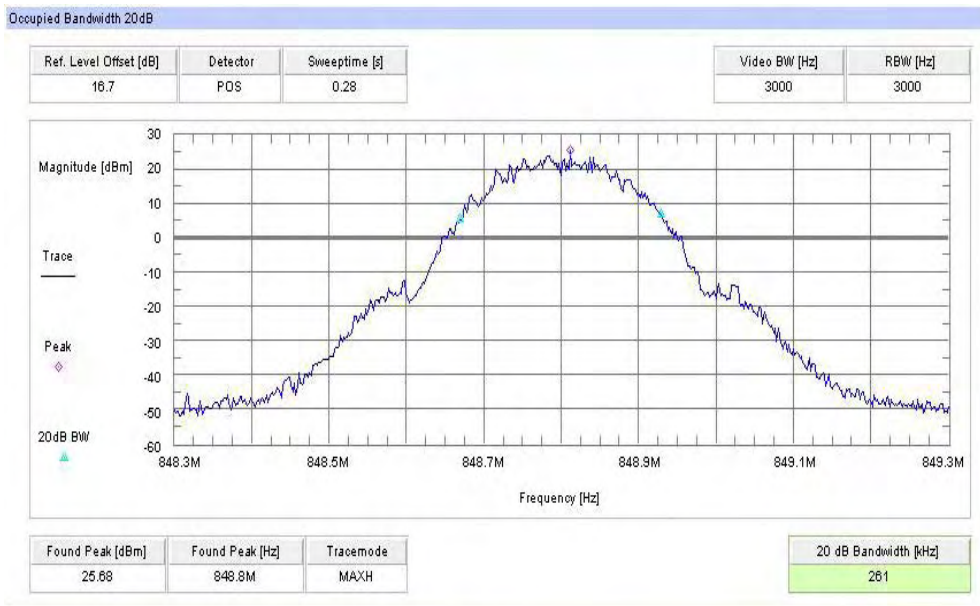 Occupied Bandwidth 20dB
Ref. Level Offset [dB] Detector Sweeptime [s] Video BW [Hz] RBW [Hz]
16.7 POS 0.28 3000 3000
30
Magnitude [dBm] 20
10
0
Trace
-10
-20
-30
Peak
-40
-50
20dB BW
-60
848.3M 848.5M 848.7M 848.9M 849.1M 849.3M
Frequency [Hz]
Found Peak [dBm] Found Peak [Hz] Tracemode 20 dB Bandwidth [kHz]
25.68 848.8M MAXH 261